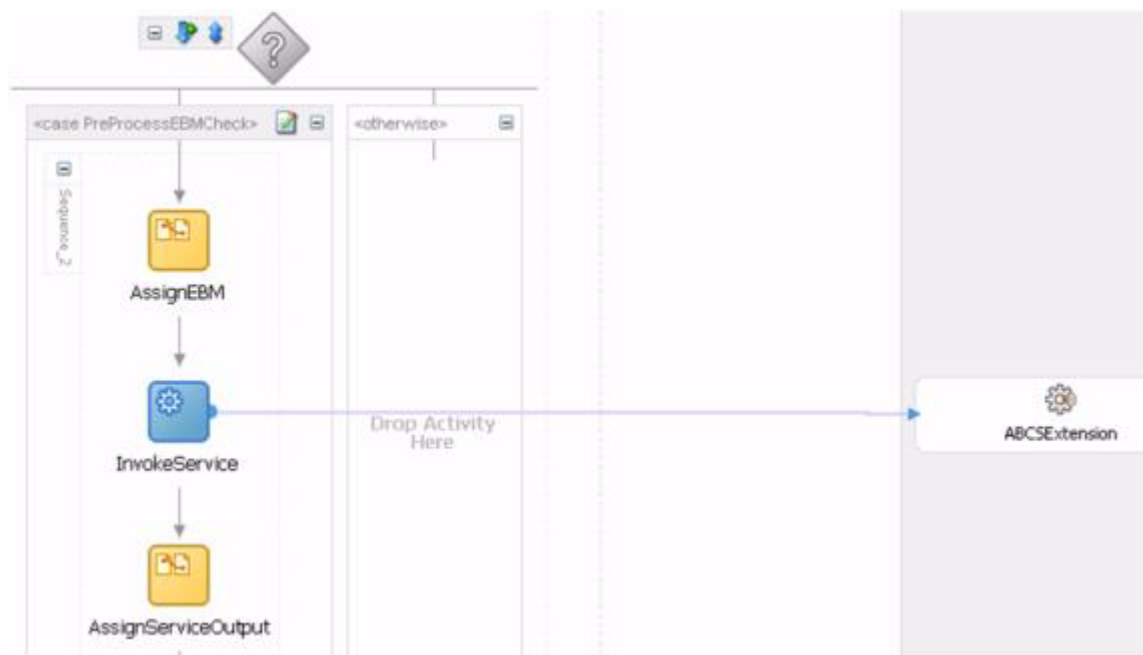 ?
«case PreProcessEBMCheck»
«otherwise»
Sequence_2
AssignEBM
InvokeService
Drop Activity
Here
ABCSExtension
AssignServiceOutput